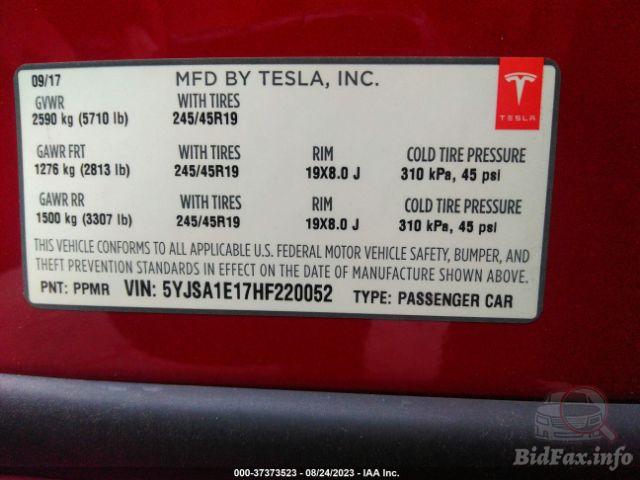 09/17 MFD BY TESLA, INC.
TESLA
GVWR WITH TIRES
2590 kg (5710 lb) 245/45R19
GAWR FRT WITH TIRES RIM COLD TIRE PRESSURE
1276 kg (2813 lb) 245/45R19 19X8.0 J 310 kPa, 45 psi
GAWR RR WITH TIRES RIM COLD TIRE PRESSURE
1500 kg (3307 lb) 245/45R19 19X8.0 J 310 kPa, 45 psi
THIS VEHICLE CONFORMS TO ALL APPLICABLE U.S. FEDERAL MOTOR VEHICLE SAFETY, BUMPER, AND
THEFT PREVENTION STANDARDS IN EFFECT ON THE DATE OF MANUFACTURE SHOWN ABOVE.
PNT: PPMR VIN: 5YJSA1E17HF220052 TYPE: PASSENGER CAR
BidFax.info
000-37373523 - 08/24/2023 - IAA Inc.